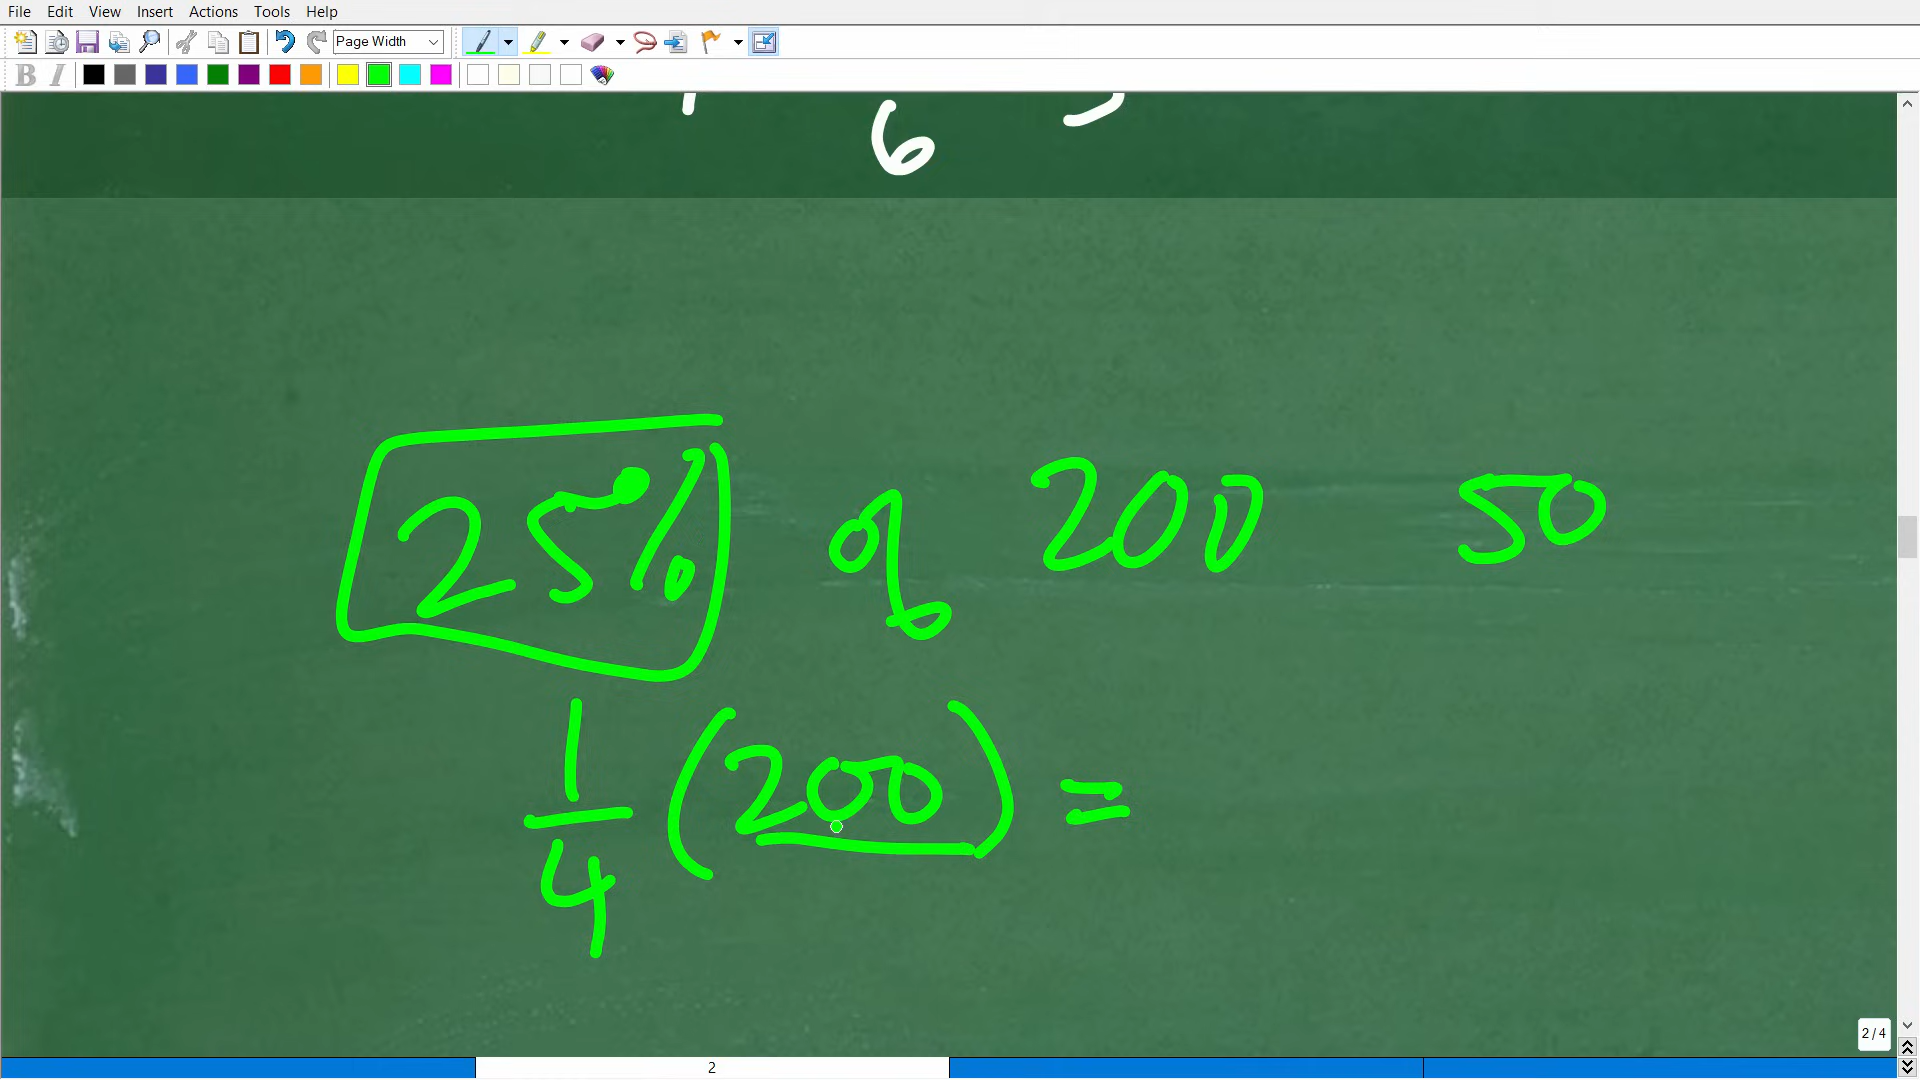 File Edit View Insert Actions Tools Help
Page Width
B I
6
25% of 200 50
1/4 (200) =
2 / 4
2